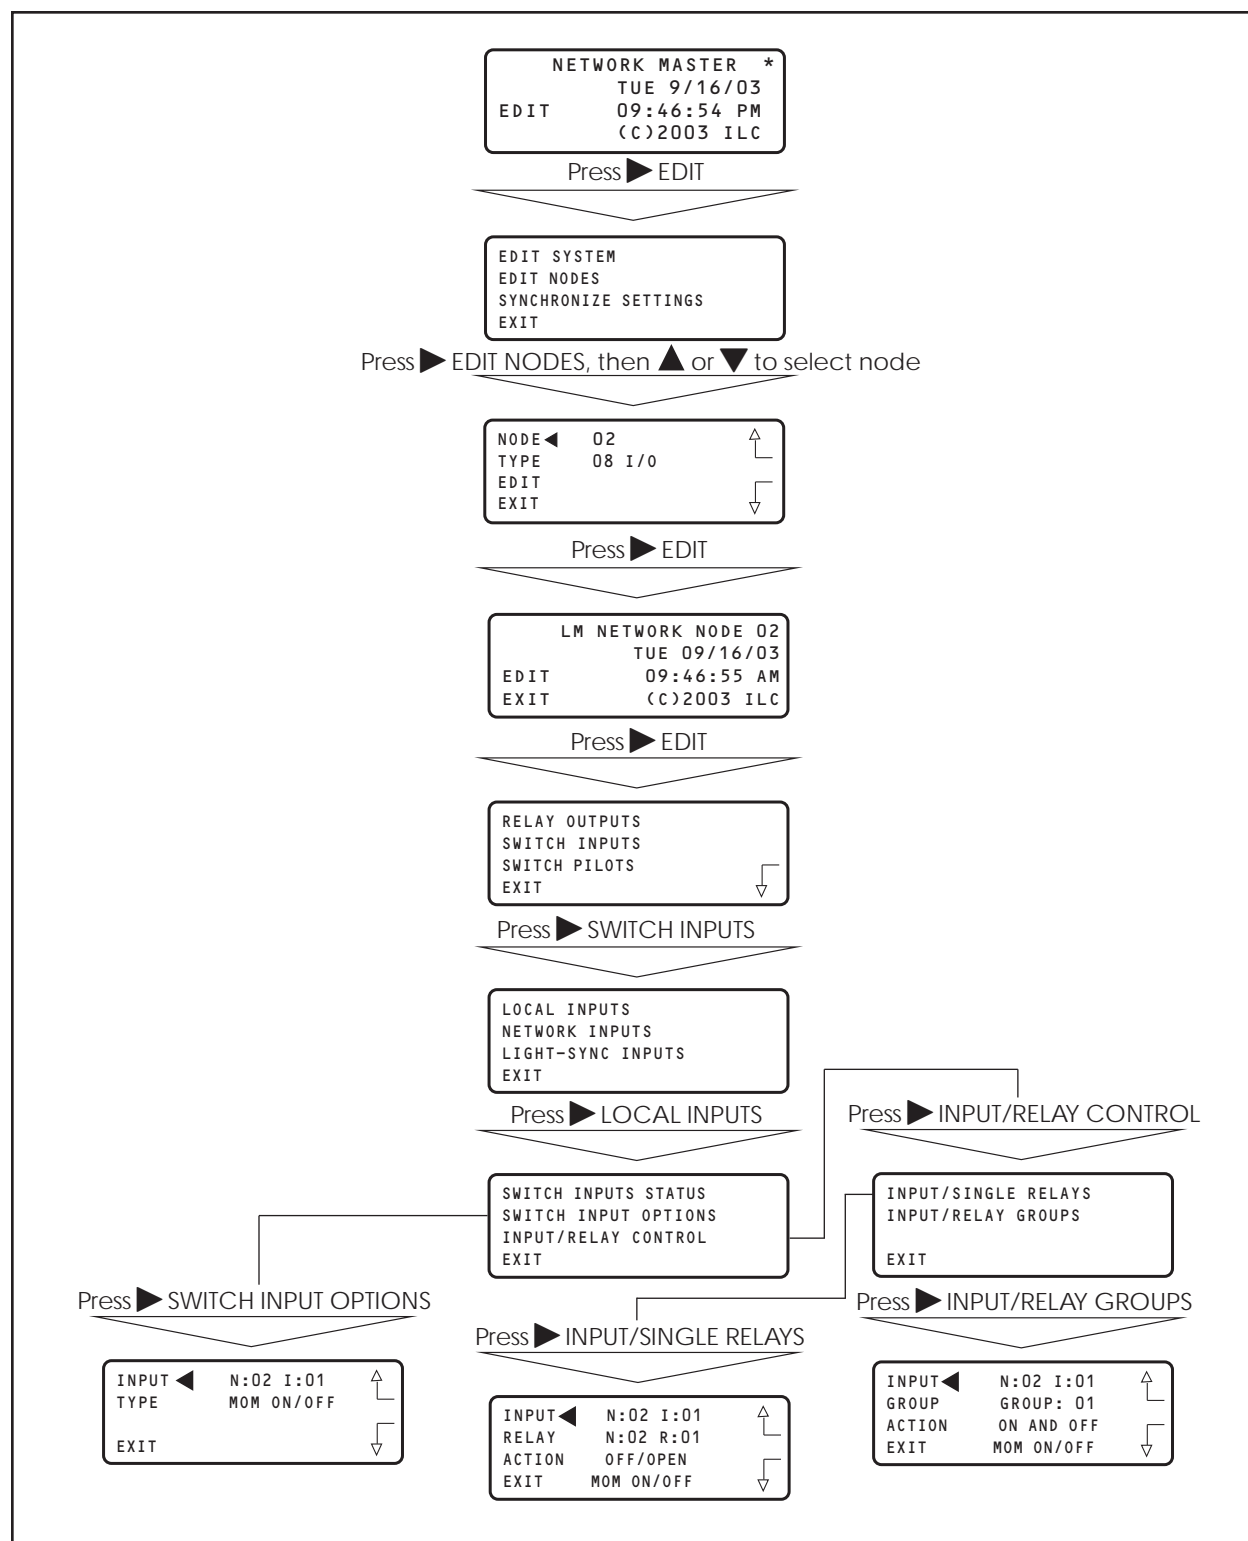 NETWORK MASTER *
TUE 9/16/03
EDIT 09:46:54 PM
(C)2003 ILC
Press ▶ EDIT
EDIT SYSTEM
EDIT NODES
SYNCHRONIZE SETTINGS
EXIT
Press ▶ EDIT NODES, then ▲ or ▼ to select node
NODE◀ 02
TYPE 08 I/O
EDIT
EXIT
Press ▶ EDIT
LM NETWORK NODE 02
TUE 09/16/03
EDIT 09:46:55 AM
EXIT (C)2003 ILC
Press ▶ EDIT
RELAY OUTPUTS
SWITCH INPUTS
SWITCH PILOTS
EXIT
Press ▶ SWITCH INPUTS
LOCAL INPUTS
NETWORK INPUTS
LIGHT-SYNC INPUTS
EXIT
Press ▶ LOCAL INPUTS
SWITCH INPUTS STATUS
SWITCH INPUT OPTIONS
INPUT/RELAY CONTROL
EXIT
Press ▶ INPUT/RELAY CONTROL
INPUT/SINGLE RELAYS
INPUT/RELAY GROUPS
EXIT
Press ▶ SWITCH INPUT OPTIONS
INPUT ◀ N:02 I:01
TYPE MOM ON/OFF
EXIT
Press ▶ INPUT/SINGLE RELAYS
INPUT◀ N:02 I:01
RELAY N:02 R:01
ACTION OFF/OPEN
EXIT MOM ON/OFF
Press ▶ INPUT/RELAY GROUPS
INPUT◀ N:02 I:01
GROUP GROUP: 01
ACTION ON AND OFF
EXIT MOM ON/OFF